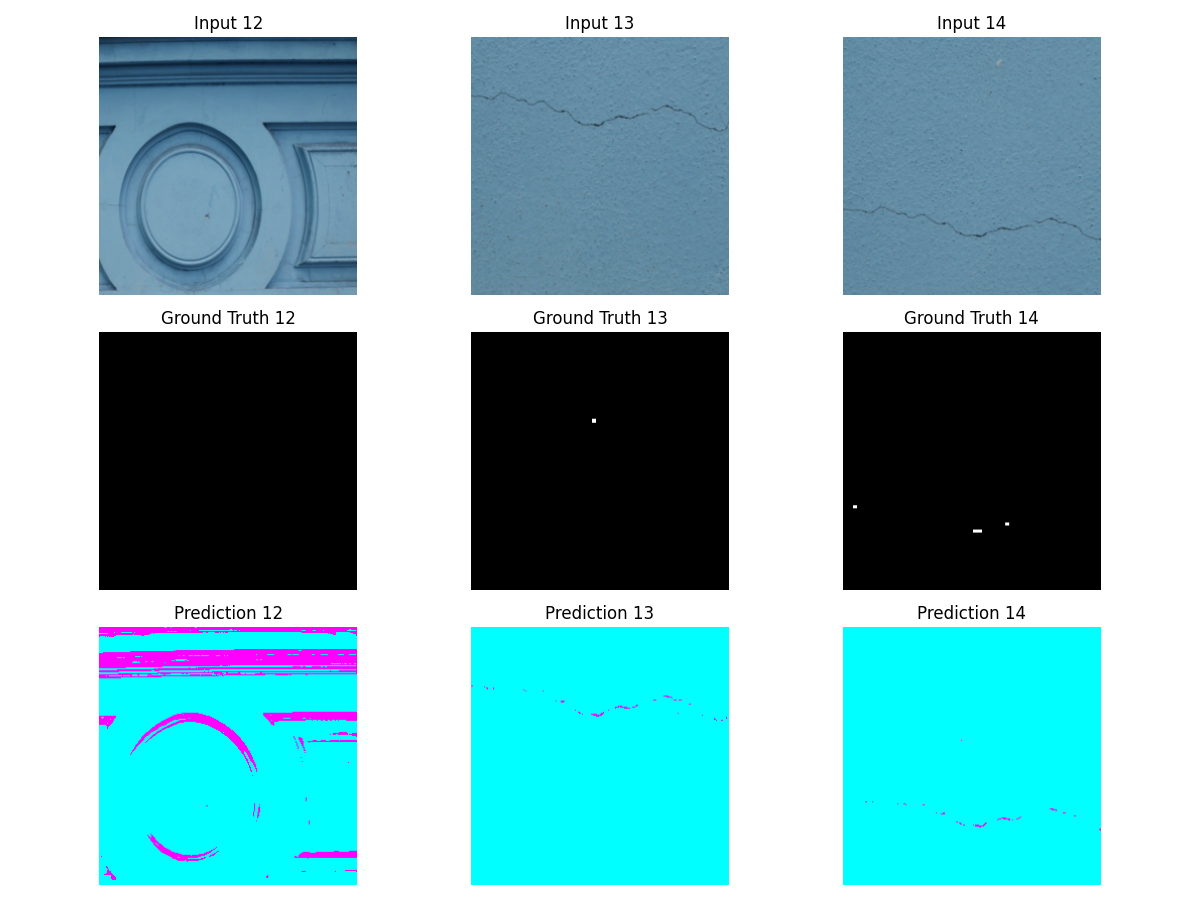 Input 12
Input 13
Input 14
Ground Truth 12
Ground Truth 13
Ground Truth 14
Prediction 12
Prediction 13
Prediction 14